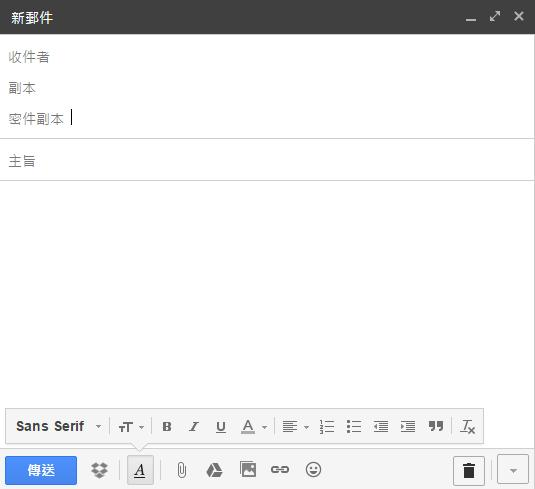 新郵件
收件者
副本
密件副本
主旨
Sans Serif
傳送